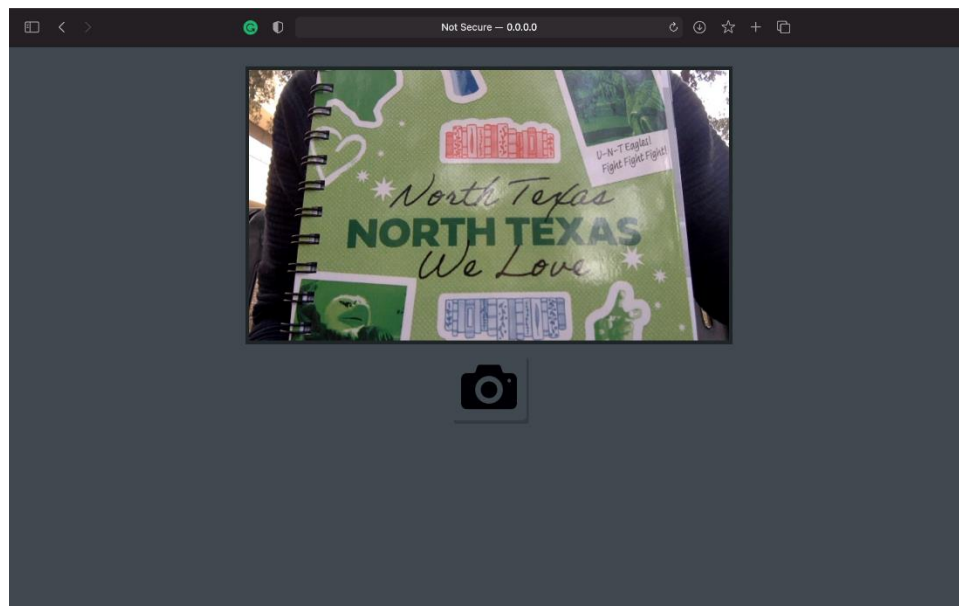 Not Secure — 0.0.0.0
U-N-T Eagles!
Fight Fight Fight!
North Texas
NORTH TEXAS
We Love